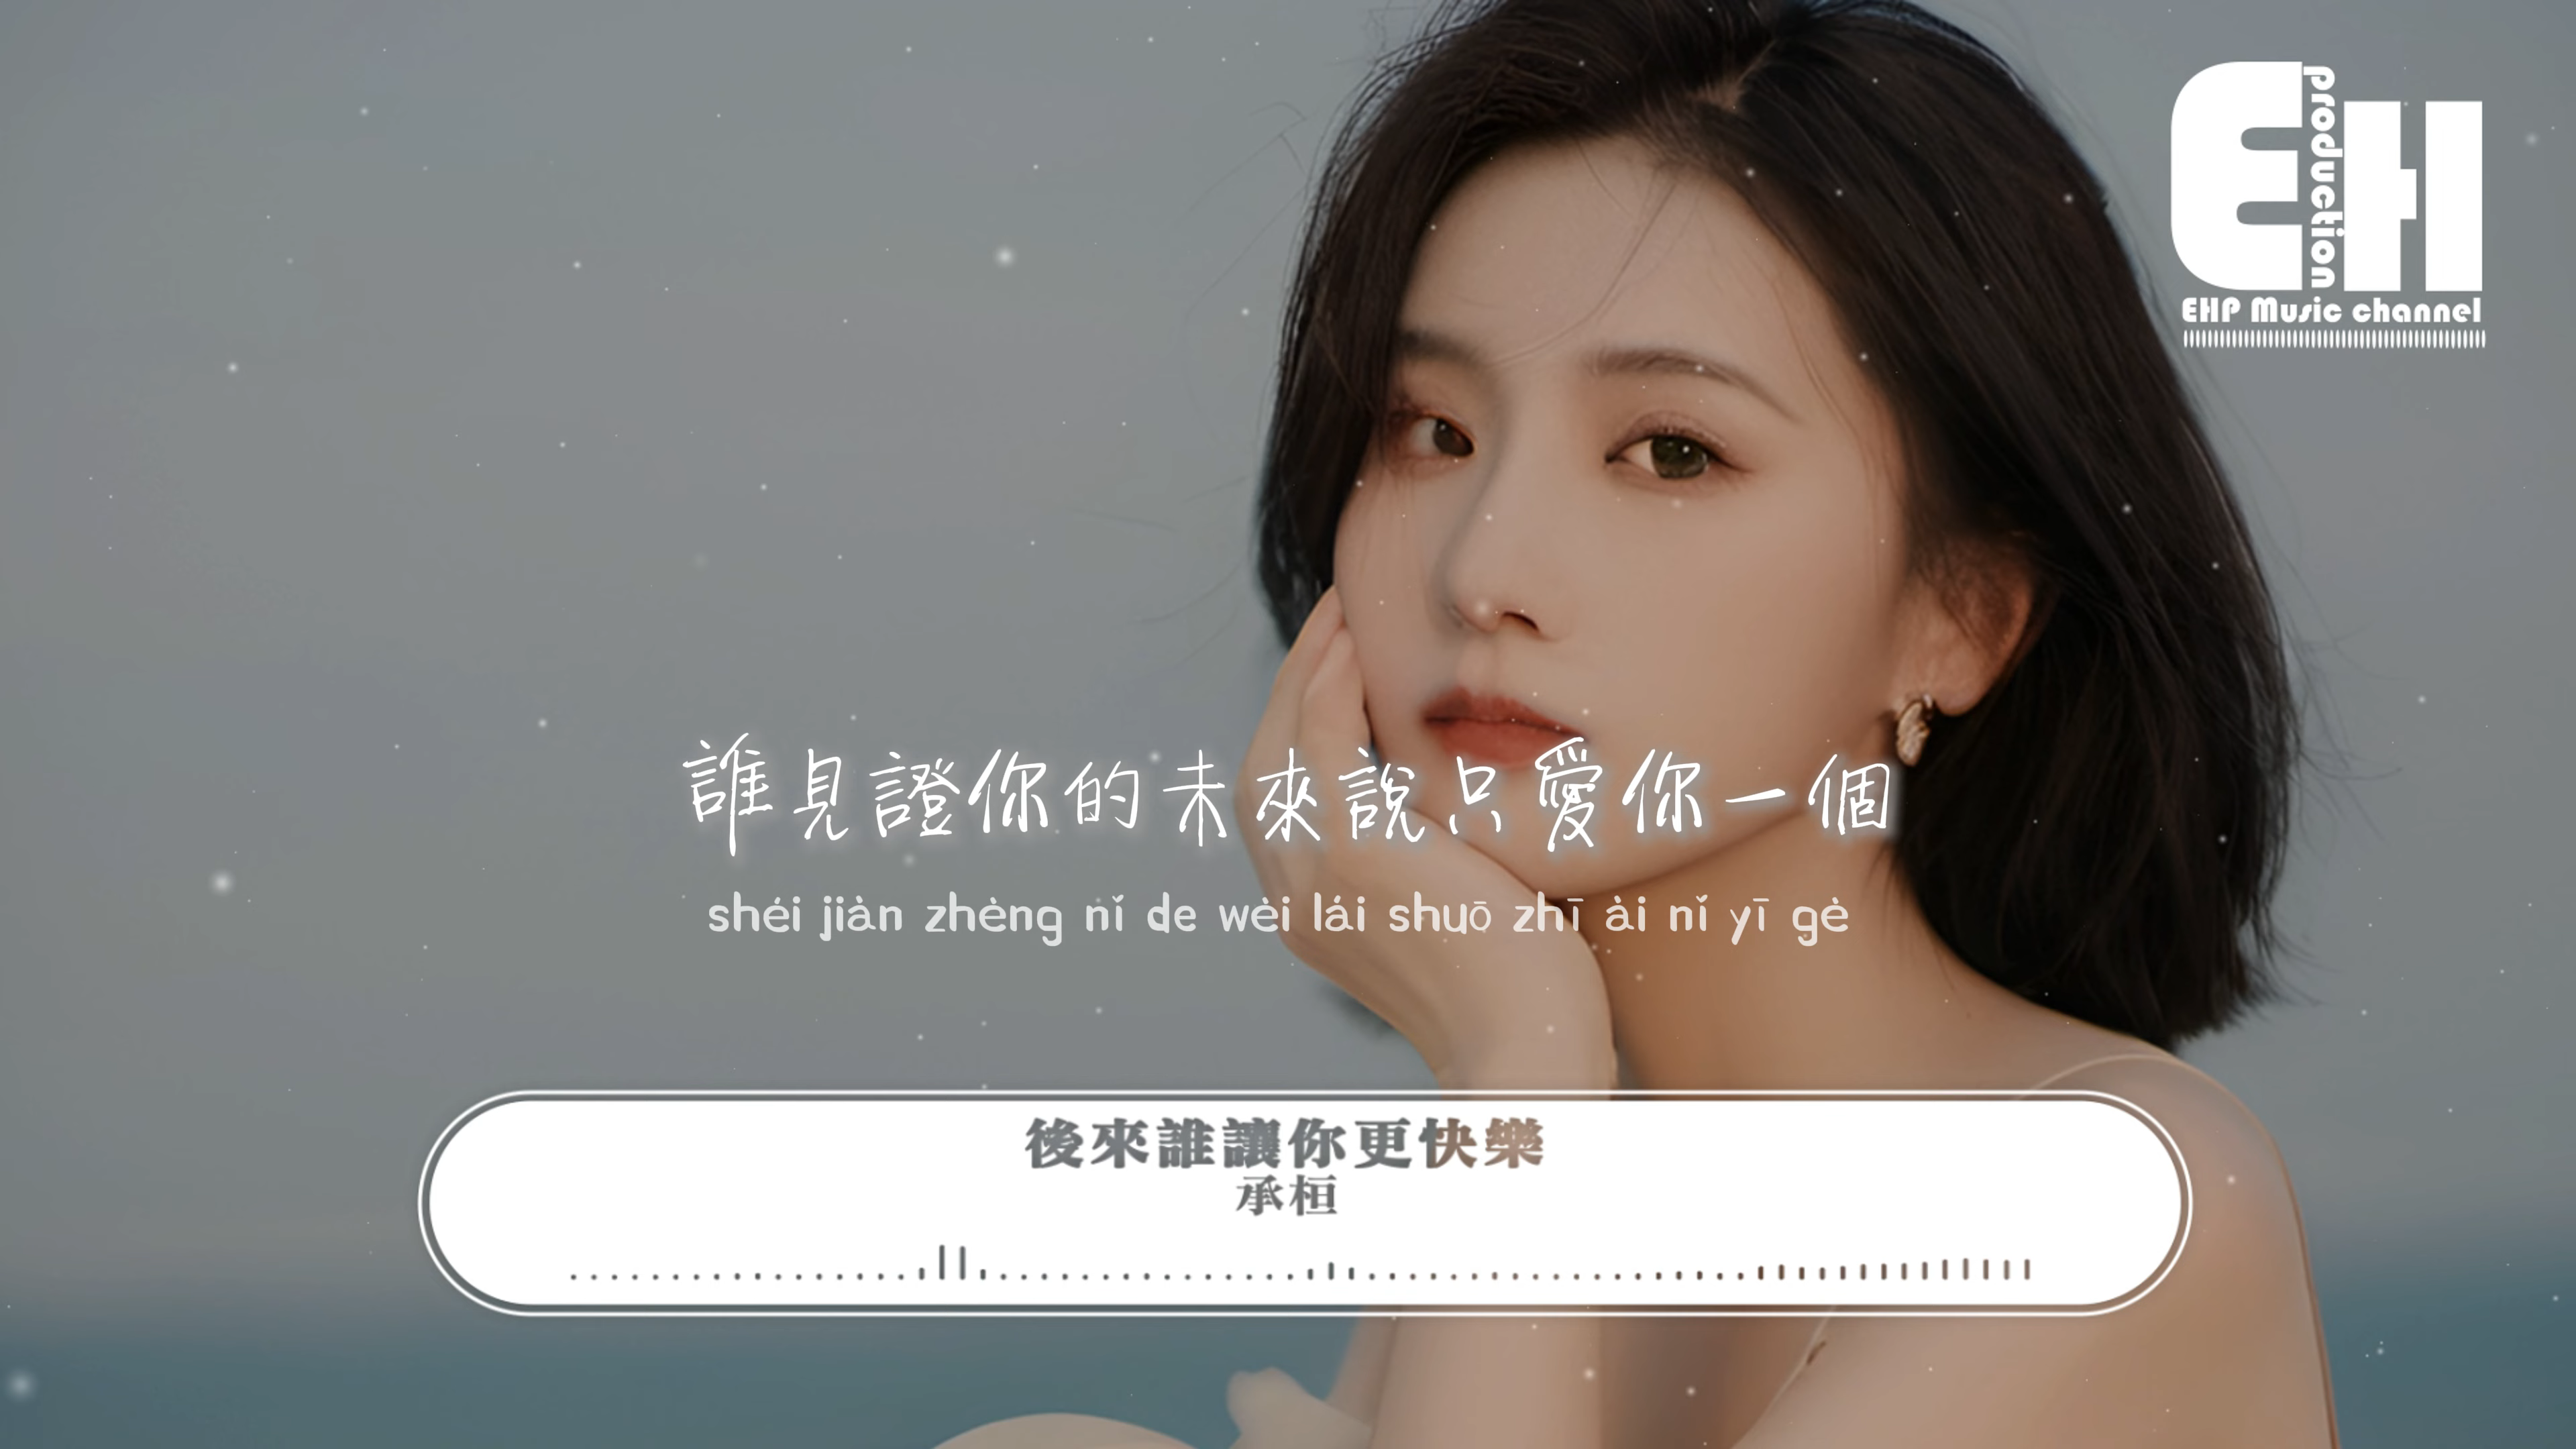 production
EH
EHP Music channel
誰見證你的未來說只愛你一個
shéi jiàn zhèng nǐ de wèi lái shuō zhī ài nǐ yī gè
後來誰讓你更快樂
承桓